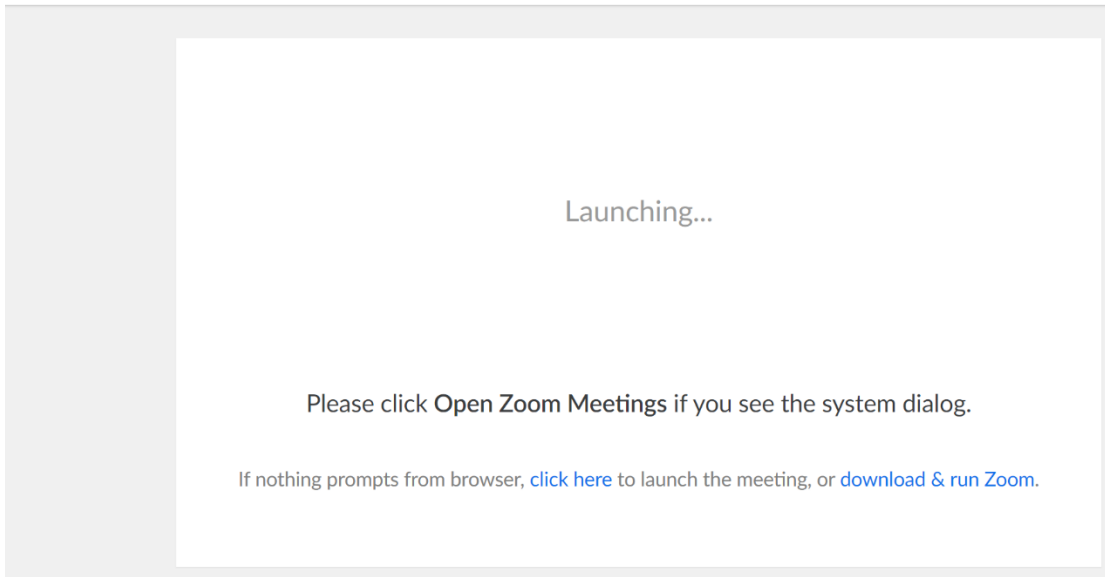 Launching...
Please click Open Zoom Meetings if you see the system dialog.
If nothing prompts from browser, click here to launch the meeting, or download & run Zoom.